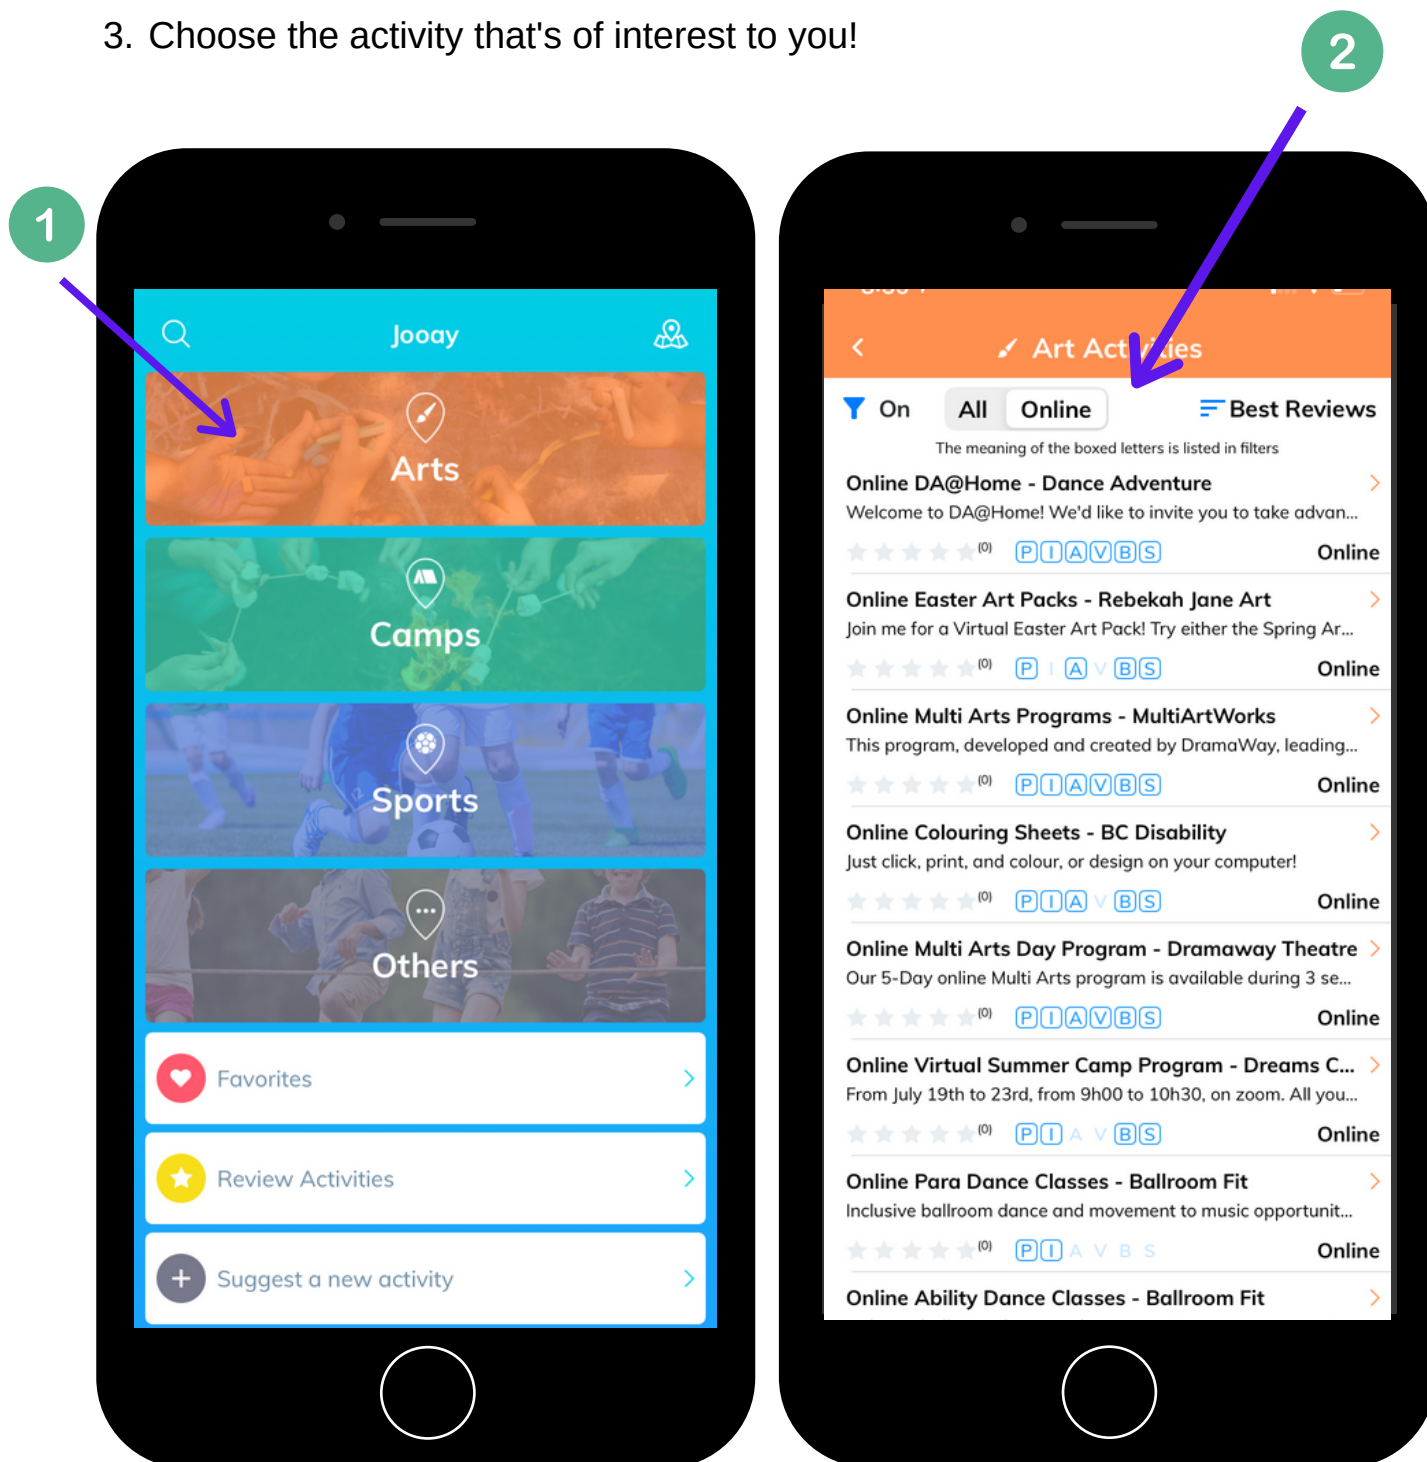 3. Choose the activity that's of interest to you!
2
1
Jooay
Arts
Camps
Sports
Others
Favorites
Review Activities
Suggest a new activity
Art Activities
On All Online Best Reviews
The meaning of the boxed letters is listed in filters
Online DA@Home - Dance Adventure
Welcome to DA@Home! We'd like to invite you to take advan...
(0) P I A V B S Online
Online Easter Art Packs - Rebekah Jane Art
Join me for a Virtual Easter Art Pack! Try either the Spring Ar...
(0) P I A V B S Online
Online Multi Arts Programs - MultiArtWorks
This program, developed and created by DramaWay, leading...
(0) P I A V B S Online
Online Colouring Sheets - BC Disability
Just click, print, and colour, or design on your computer!
(0) P I A V B S Online
Online Multi Arts Day Program - Dramaway Theatre
Our 5-Day online Multi Arts program is available during 3 se...
(0) P I A V B S Online
Online Virtual Summer Camp Program - Dreams C...
From July 19th to 23rd, from 9h00 to 10h30, on zoom. All you...
(0) P I A V B S Online
Online Para Dance Classes - Ballroom Fit
Inclusive ballroom dance and movement to music opportunit...
(0) P I A V B S Online
Online Ability Dance Classes - Ballroom Fit